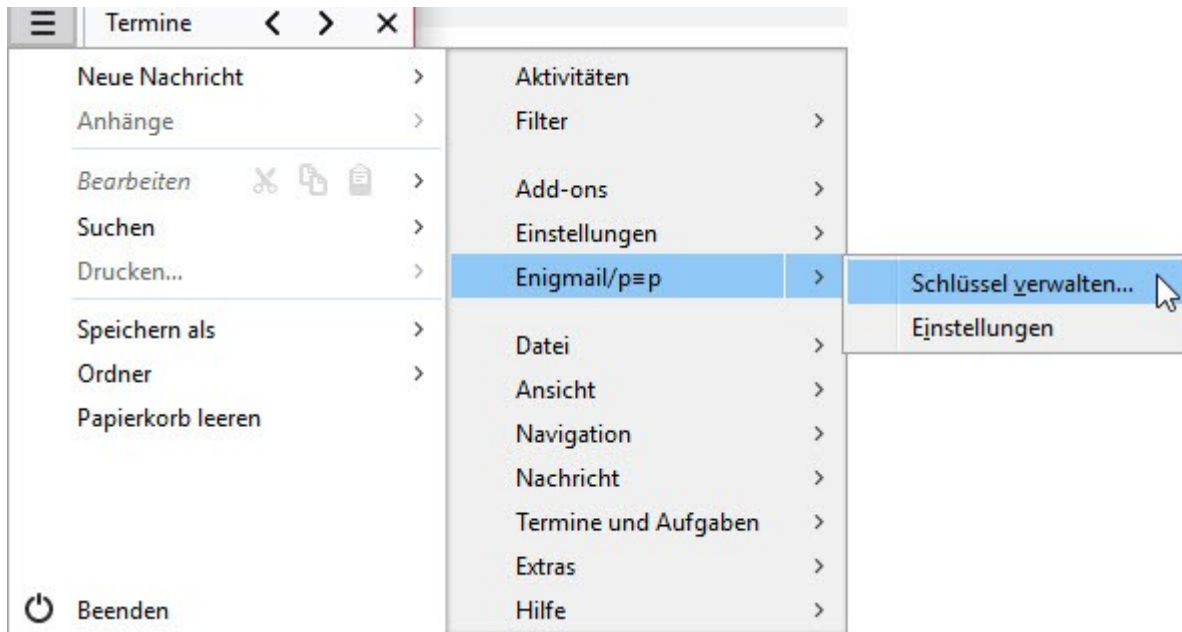 Termine
Neue Nachricht
Anhänge
Bearbeiten
Suchen
Drucken...
Speichern als
Ordner
Papierkorb leeren
Beenden
Aktivitäten
Filter
Add-ons
Einstellungen
Enigmail/p≡p
Datei
Ansicht
Navigation
Nachricht
Termine und Aufgaben
Extras
Hilfe
Schlüssel verwalten...
Einstellungen